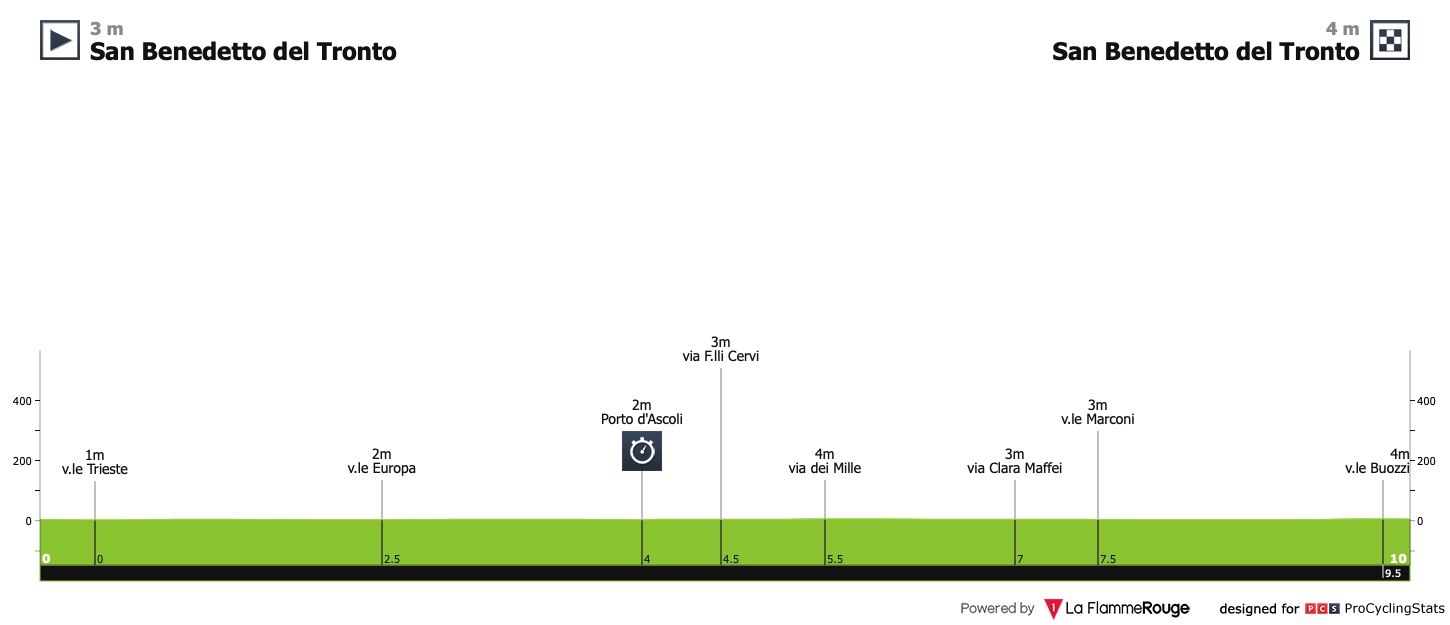 3 m
San Benedetto del Tronto
4 m
San Benedetto del Tronto
3m
via F.lli Cervi
400
2m
Porto d'Ascoli
3m
v.le Marconi
400
200
1m
v.le Trieste
2m
v.le Europa
4m
via dei Mille
3m
via Clara Maffei
4m
v.le Buozzi
200
0
0
0
0
2.5
4
4.5
5.5
7
7.5
10
9.5
Powered by 1 La FlammeRouge designed for PCS ProCyclingStats